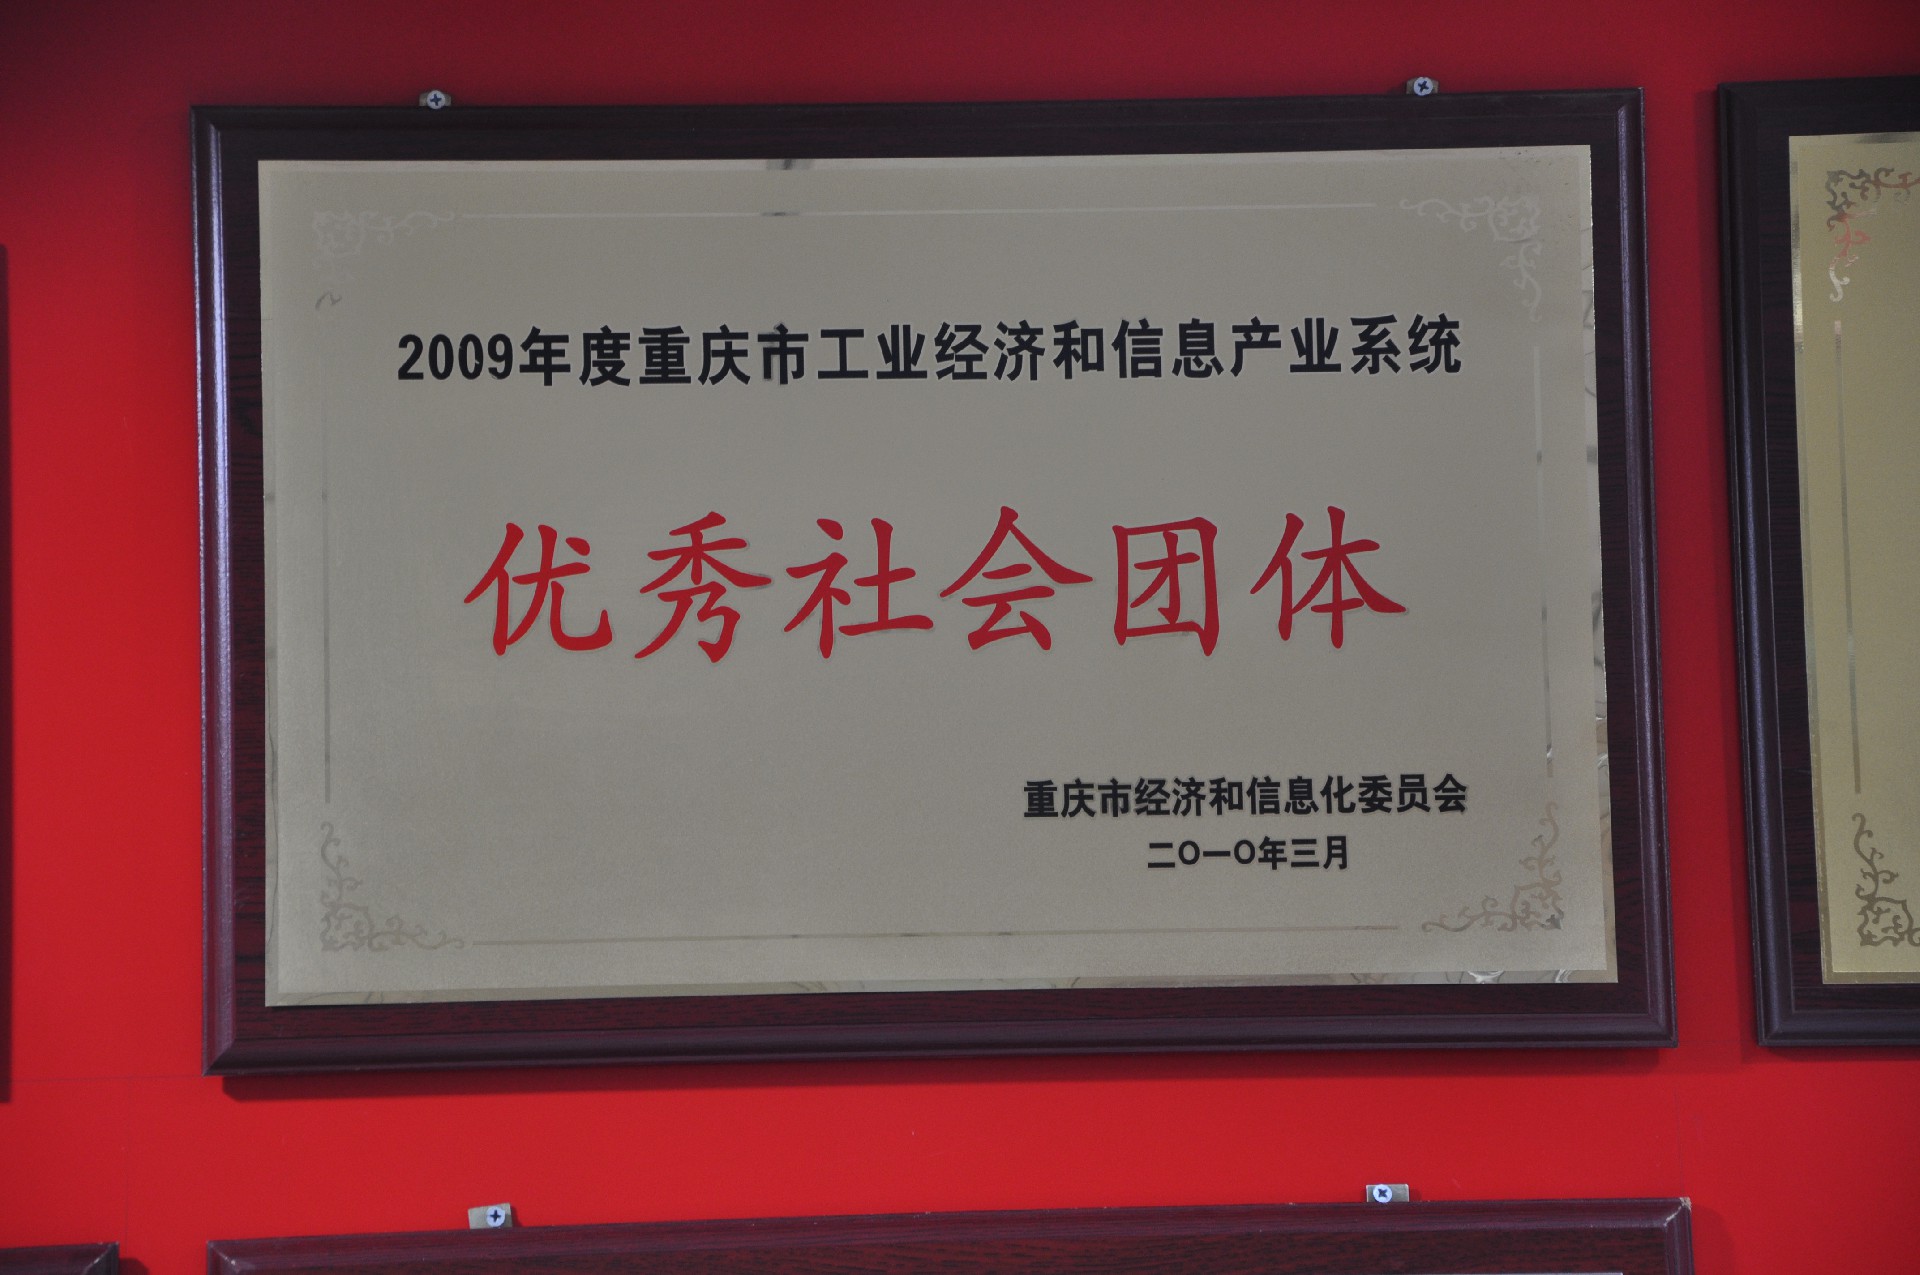 2009年度重庆市工业经济和信息产业系统
优秀社会团体
重庆市经济和信息化委员会
二〇一〇年三月